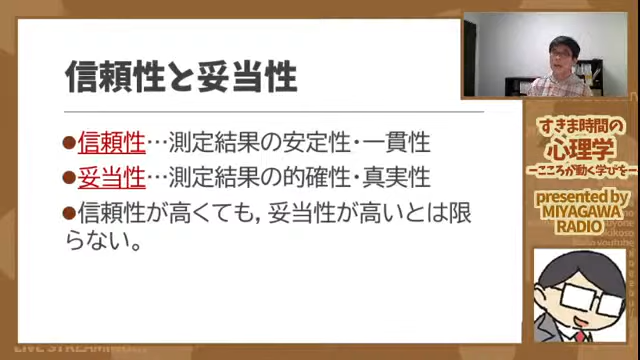 信頼性と妥当性
●信頼性…測定結果の安定性・一貫性
●妥当性…測定結果の的確性・真実性
●信頼性が高くても，妥当性が高いとは限
らない。
すきま時間の
心理学
ーこころが動く学びをー
presented by
MIYAGAWA
RADIO
LIVE STREAMING